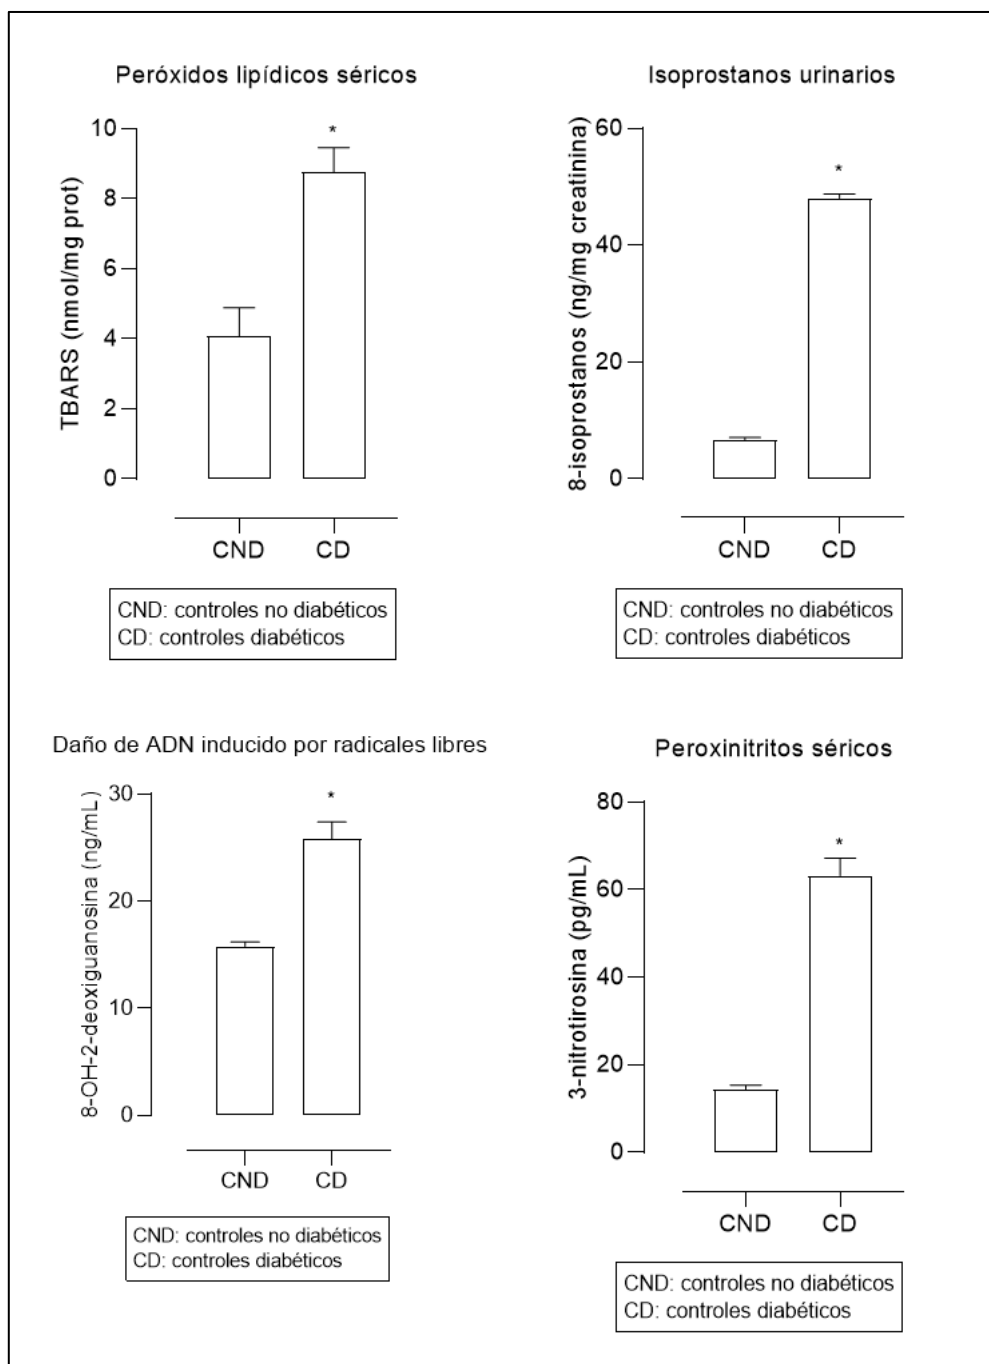 Peróxidos lipídicos séricos
TBARS (nmol/mg prot)
10
8
6
4
2
0
*
CND CD
CND: controles no diabéticos
CD: controles diabéticos
Isoprostanos urinarios
8-isoprostanos (ng/mg creatinina)
60
40
20
0
*
CND CD
CND: controles no diabéticos
CD: controles diabéticos
Daño de ADN inducido por radicales libres
8-OH-2-deoxiguanosina (ng/mL)
30
20
10
0
*
CND CD
CND: controles no diabéticos
CD: controles diabéticos
Peroxinitritos séricos
3-nitrotirosina (pg/mL)
80
60
40
20
0
*
CND CD
CND: controles no diabéticos
CD: controles diabéticos